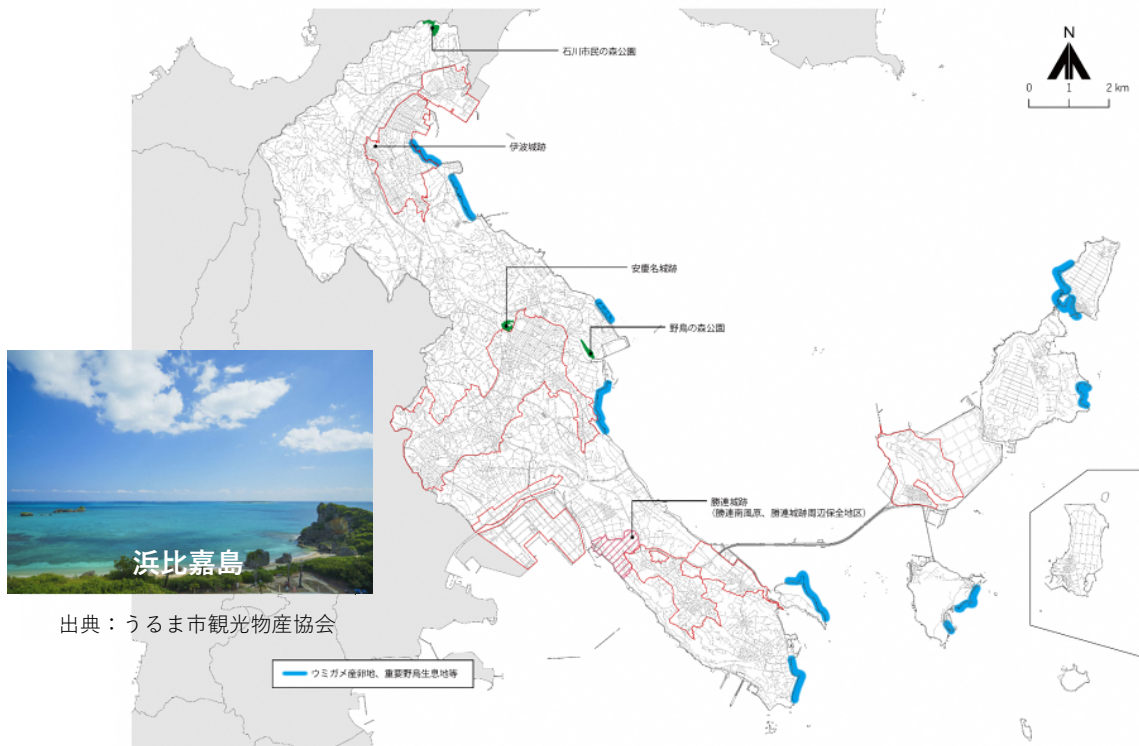 石川市民の森公園
N
0 1 2 km
伊波城跡
安慶名城跡
野鳥の森公園
勝連城跡
(勝連南風原、勝連城跡周辺保全地区)
浜比嘉島
出典：うるま市観光物産協会
ウミガメ産卵地、重要野鳥生息地等